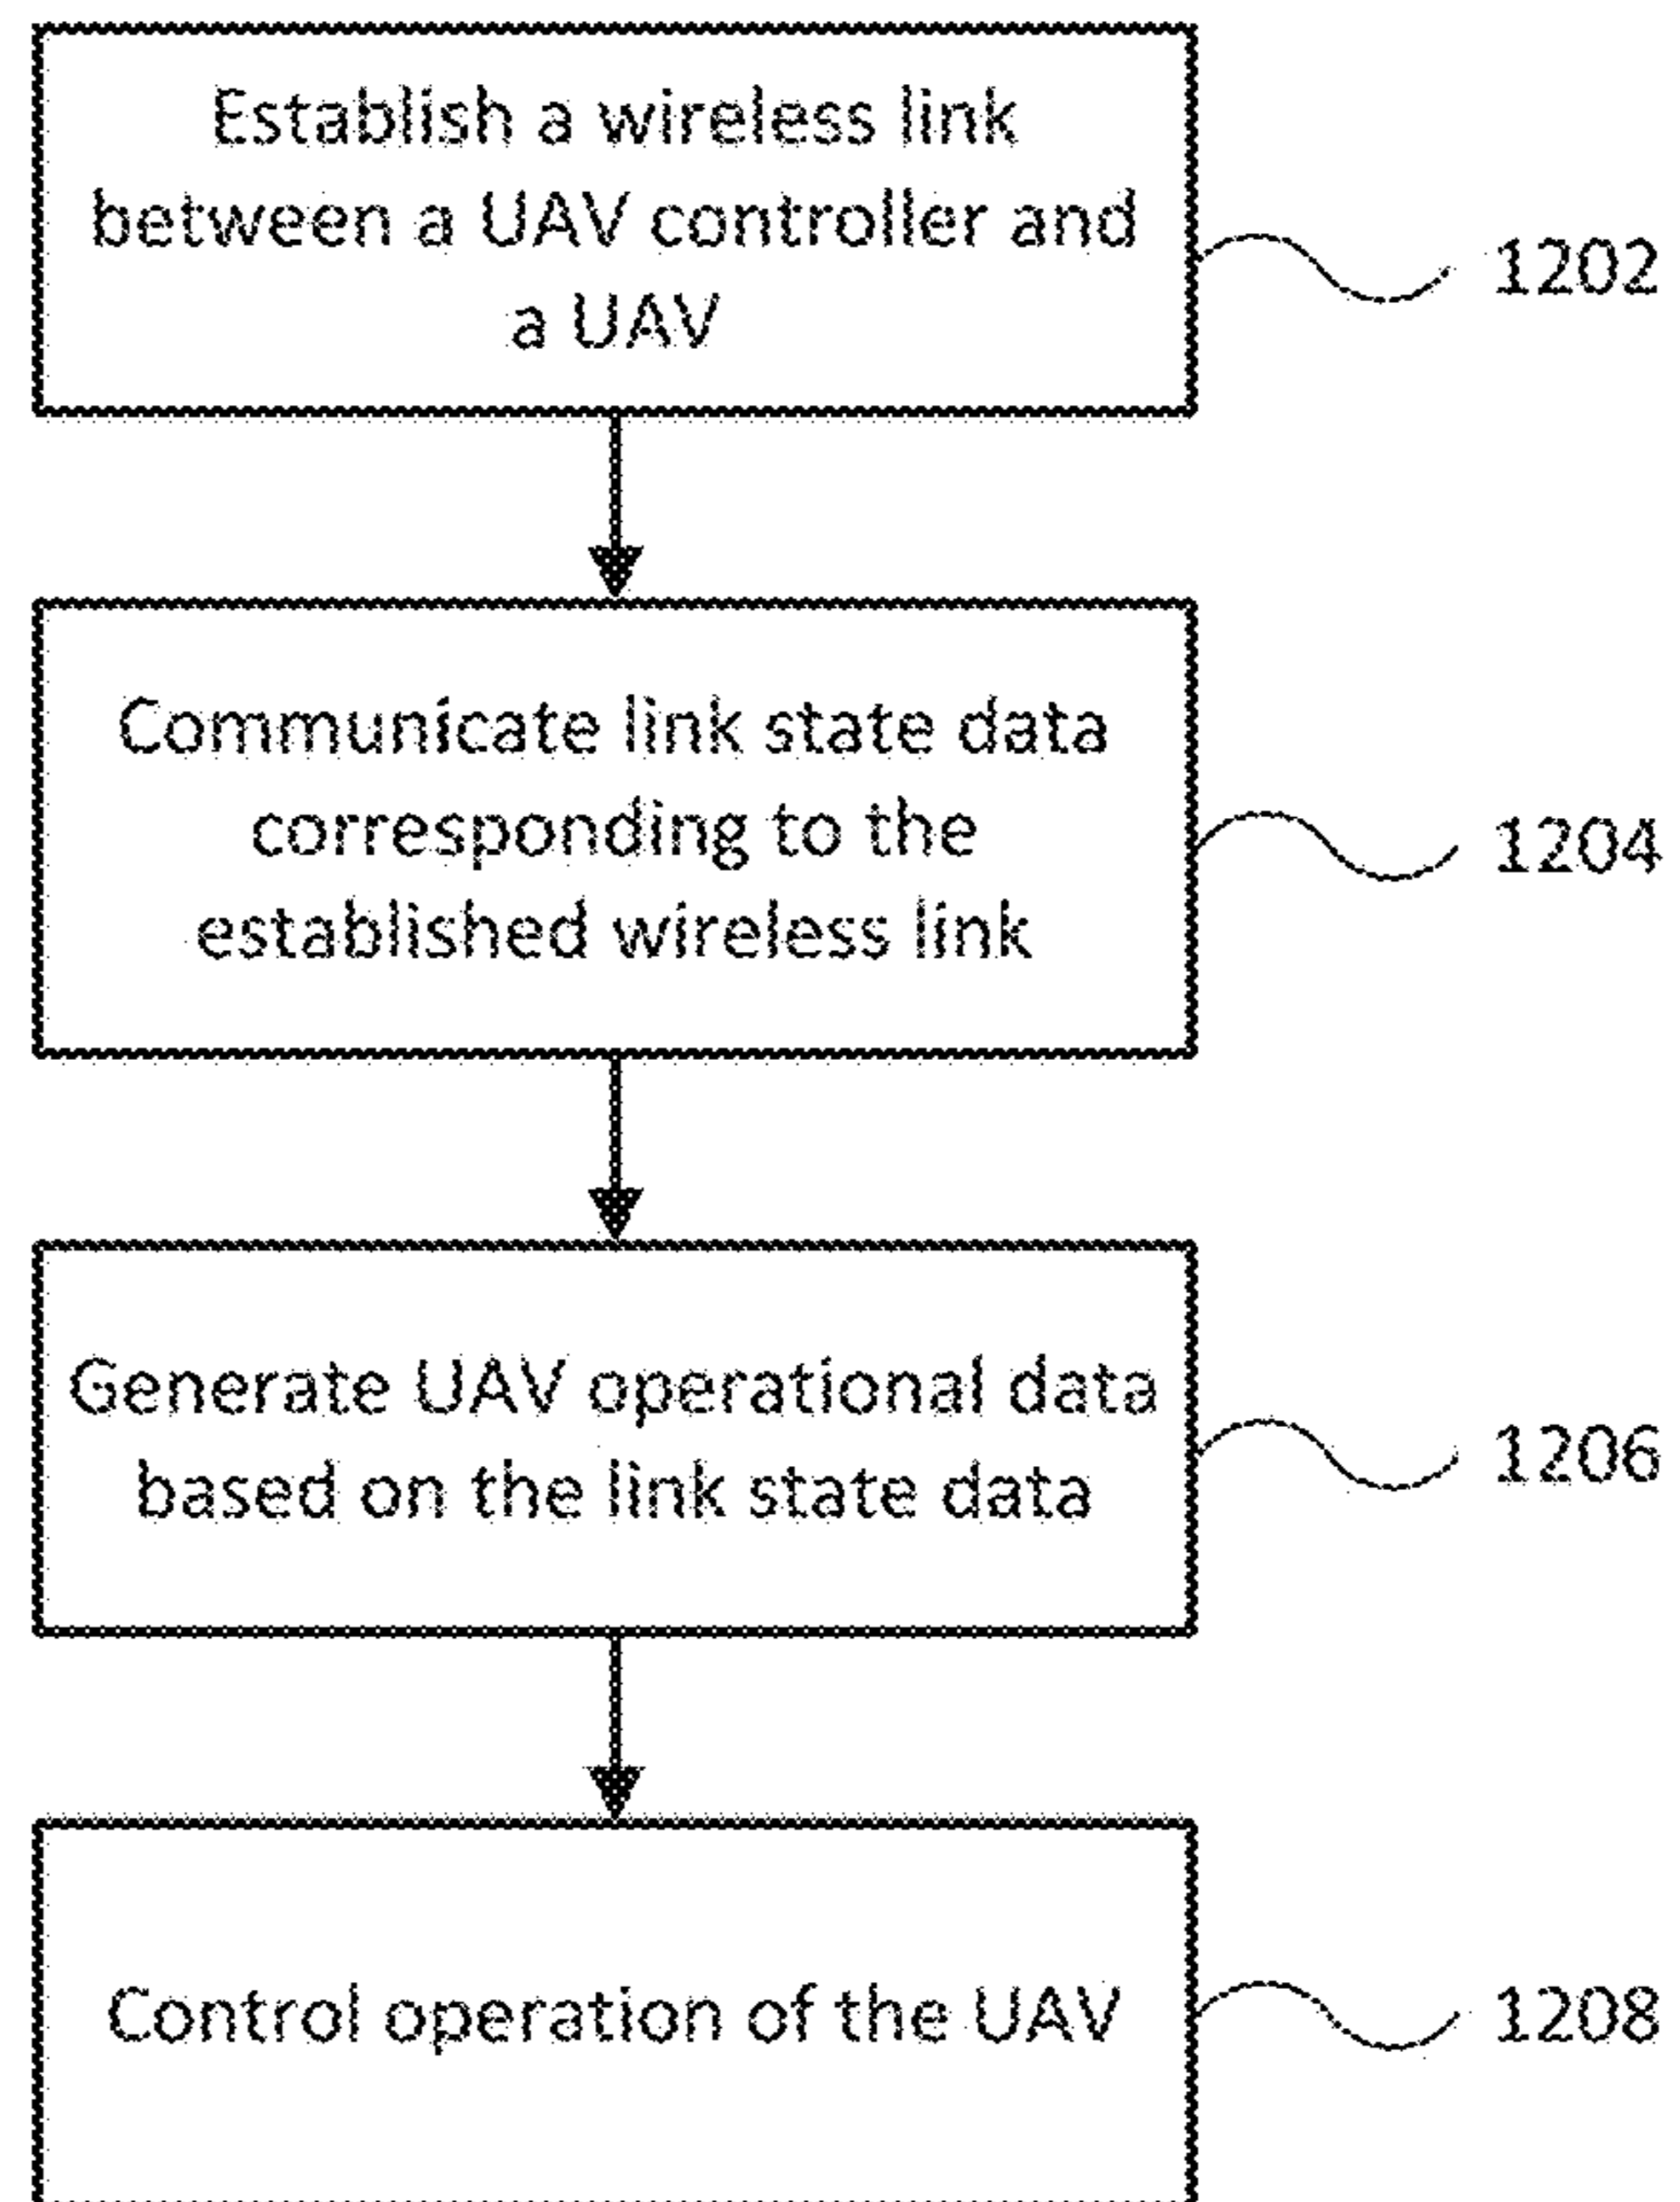 Establish a wireless link
between a UAV controller and
a UAV
1202
Communicate link state data
corresponding to the
established wireless link
1204
Generate UAV operational data
based on the link state data
1206
Control operation of the UAV
1208